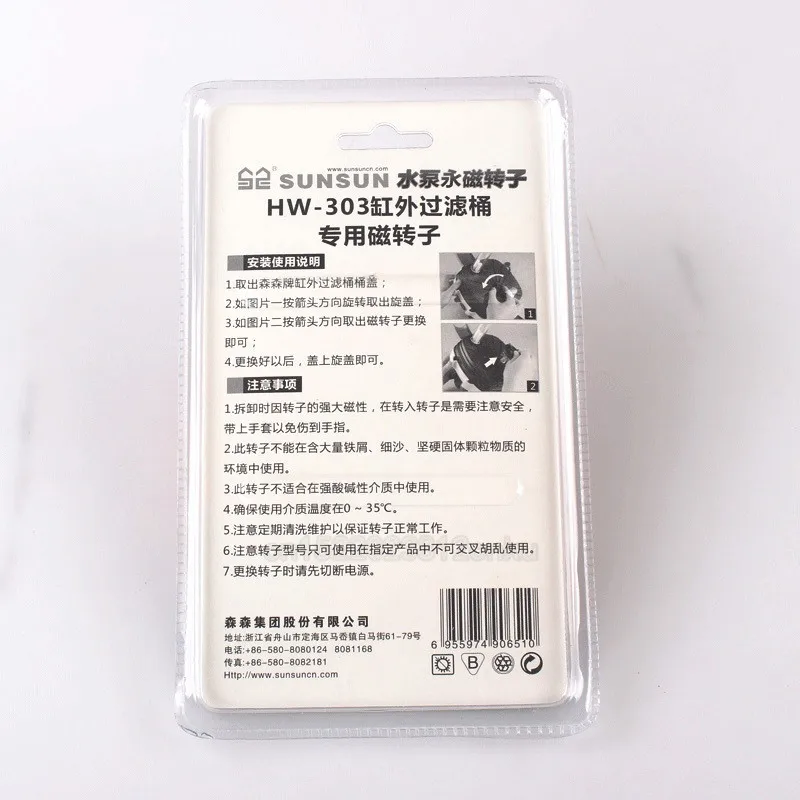 www.sunsuncn.com
SUNSUN 水泵永磁转子
HW-303缸外过滤桶
专用磁转子
安装使用说明
1.取出森森牌缸外过滤桶桶盖；
2.如图片一按箭头方向旋转取出旋盖；
3.如图片二按箭头方向取出磁转子更换
即可；
4.更换好以后，盖上旋盖即可。
1
2
注意事项
1.拆卸时因转子的强大磁性，在转入转子是需要注意安全，
带上手套以免伤到手指。
2.此转子不能在含大量铁屑、细沙、坚硬固体颗粒物质的
环境中使用。
3.此转子不适合在强酸碱性介质中使用。
4.确保使用介质温度在0～35℃。
5.注意定期清洗维护以保证转子正常工作。
6.注意转子型号只可使用在指定产品中不可交叉胡乱使用。
7.更换转子时请先切断电源。
森森集团股份有限公司
地址:浙江省舟山市定海区马岙镇白马街61-79号
电话:+86-580-8080124 8081168
传真:+86-580-8082181
Http://www.sunsuncn.com
6 955974 906510
B